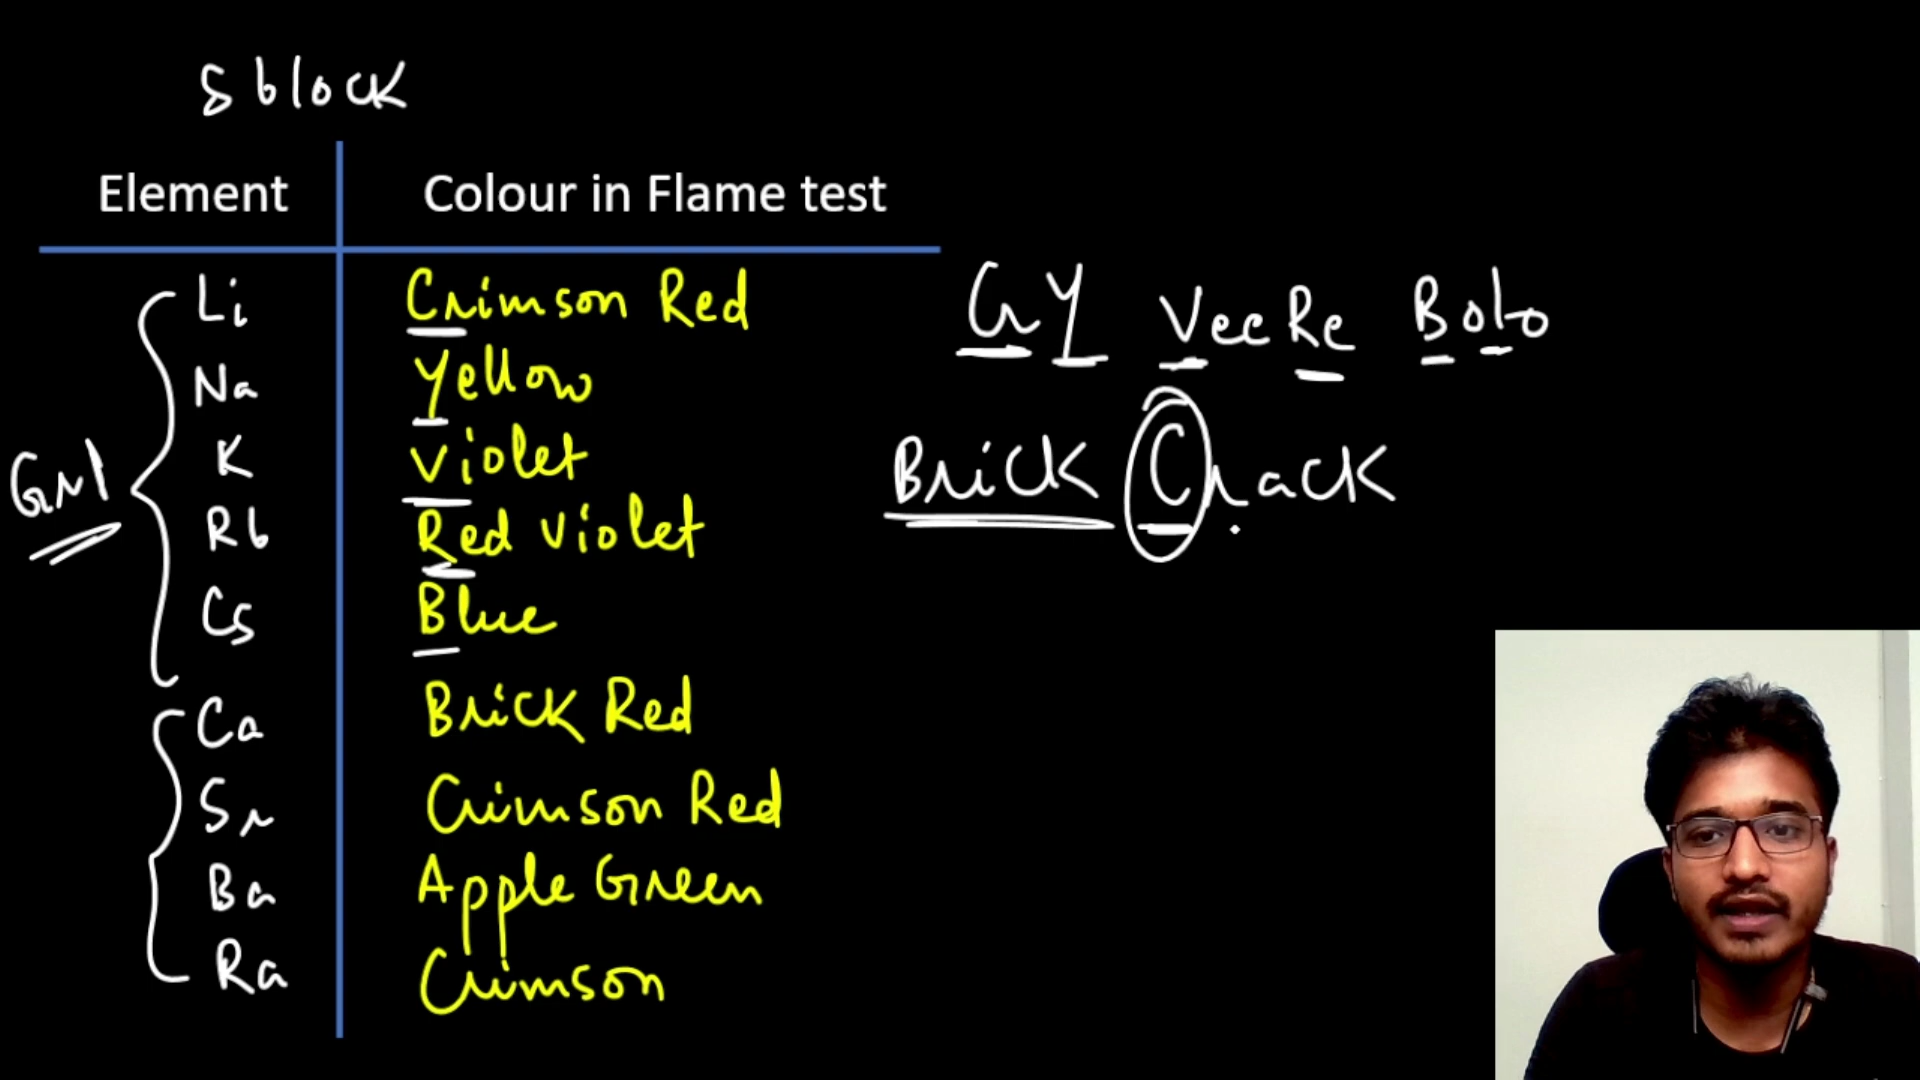 s block
Element Colour in Flame test
Li Crimson Red
Na Yellow
K Violet
Rb Red Violet
Cs Blue
Ca Brick Red
Sr Crimson Red
Ba Apple Green
Ra Crimson
Gr1
CrY VeeRe Bolo
Brick Crack